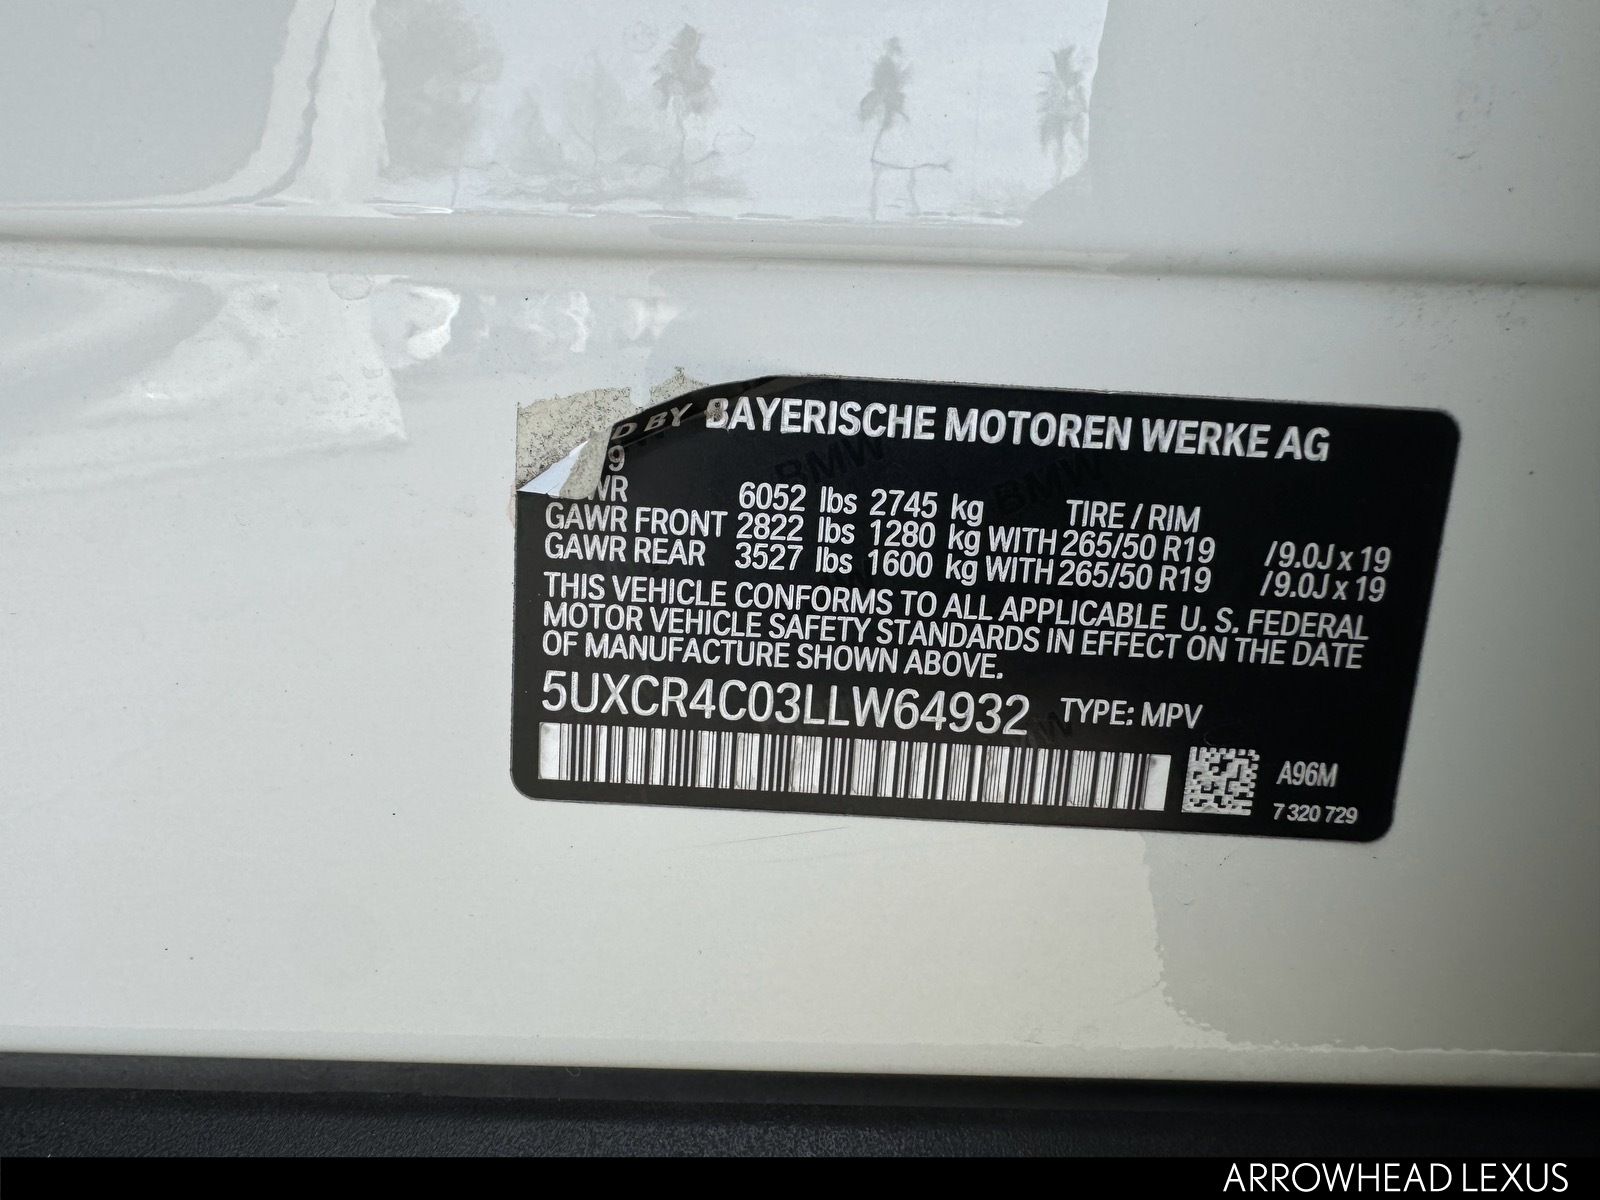 D BY BAYERISCHE MOTOREN WERKE AG
9
GVWR 6052 lbs 2745 kg TIRE / RIM
GAWR FRONT 2822 lbs 1280 kg WITH 265/50 R19 /9.0J x 19
GAWR REAR 3527 lbs 1600 kg WITH 265/50 R19 /9.0J x 19
THIS VEHICLE CONFORMS TO ALL APPLICABLE U. S. FEDERAL
MOTOR VEHICLE SAFETY STANDARDS IN EFFECT ON THE DATE
OF MANUFACTURE SHOWN ABOVE.
5UXCR4C03LLW64932 TYPE: MPV
A96M
7 320 729
ARROWHEAD LEXUS